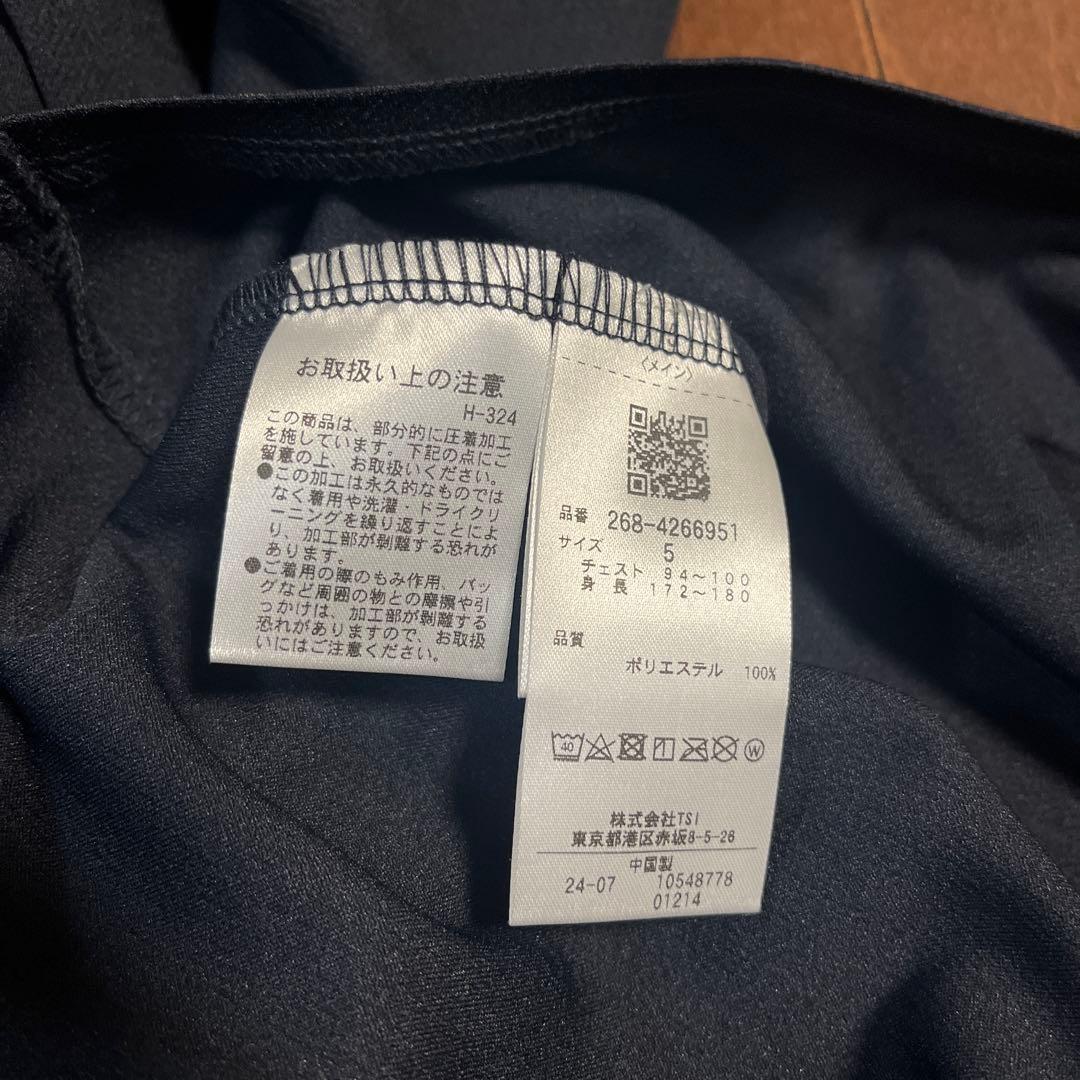 お取扱い上の注意
H-324
この商品は、部分的に圧着加工
を施しています。下記の点にご
留意の上、お取扱いください。
●この加工は永久的なものでは
なく着用や洗濯・ドライクリ
ーニングを繰り返すことによ
り、加工部が剥離する恐れが
あります。
●ご着用の際のもみ作用、バッ
グなど周囲の物との摩擦や引
っかけは、加工部が剥離する
恐れがありますので、お取扱
いにはご注意ください。
〈メイン〉
品番 268-4266951
サイズ 5
チェスト 94～100
身長 172～180
品質
ポリエステル 100%
40 W
株式会社TSI
東京都港区赤坂8-5-26
中国製
24-07 10548778
01214